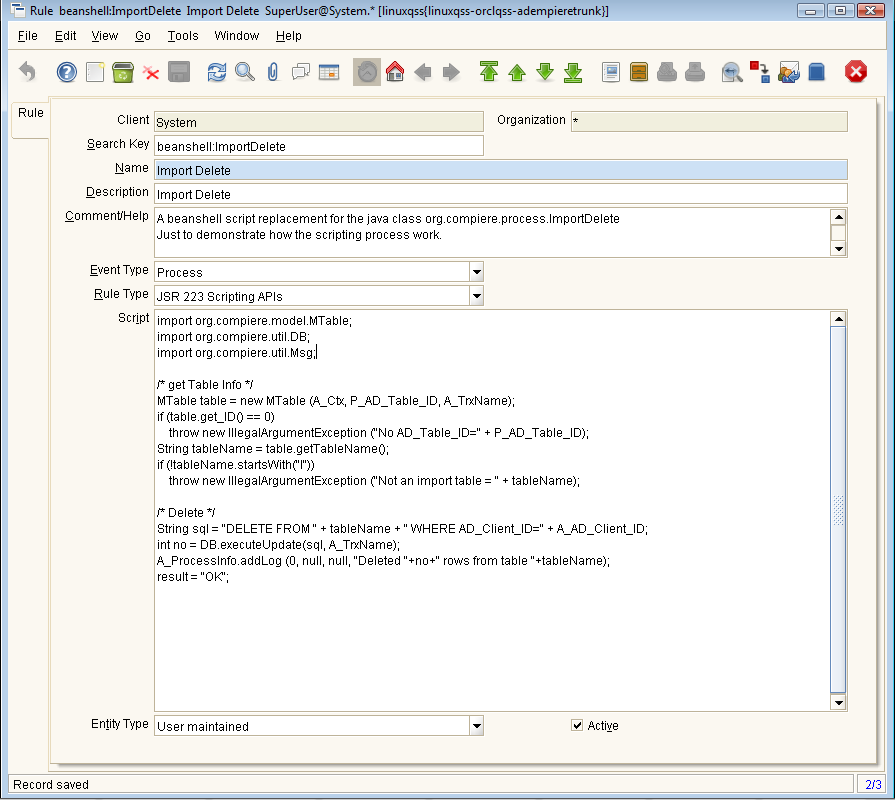 Rule beanshell:ImportDelete Import Delete SuperUser@System.* [linuxqss{linuxqss-orclqss-adempieretrunk}]
File Edit View Go Tools Window Help
Rule
Client System Organization *
Search Key beanshell:ImportDelete
Name Import Delete
Description Import Delete
Comment/Help A beanshell script replacement for the java class org.compiere.process.ImportDelete
Just to demonstrate how the scripting process work.
Event Type Process
Rule Type JSR 223 Scripting APIs
Script import org.compiere.model.MTable;
import org.compiere.util.DB;
import org.compiere.util.Msg;
/* get Table Info */
MTable table = new MTable (A_Ctx, P_AD_Table_ID, A_TrxName);
if (table.get_ID() == 0)
throw new IllegalArgumentException ("No AD_Table_ID=" + P_AD_Table_ID);
String tableName = table.getTableName();
if (!tableName.startsWith("I"))
throw new IllegalArgumentException ("Not an import table = " + tableName);
/* Delete */
String sql = "DELETE FROM " + tableName + " WHERE AD_Client_ID=" + A_AD_Client_ID;
int no = DB.executeUpdate(sql, A_TrxName);
A_ProcessInfo.addLog (0, null, null, "Deleted "+no+" rows from table "+tableName);
result = "OK";
Entity Type User maintained Active
Record saved 2/3